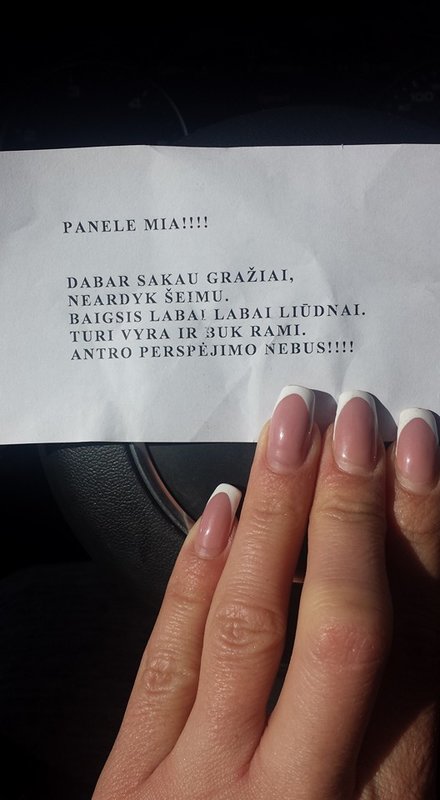 PANELE MIA!!!!
DABAR SAKAU GRAŽIAI,
NEARDYK ŠEIMU.
BAIGSIS LABAI LABAI LIŪDNAI.
TURI VYRA IR BUK RAMI.
ANTRO PERSPĖJIMO NEBUS!!!!